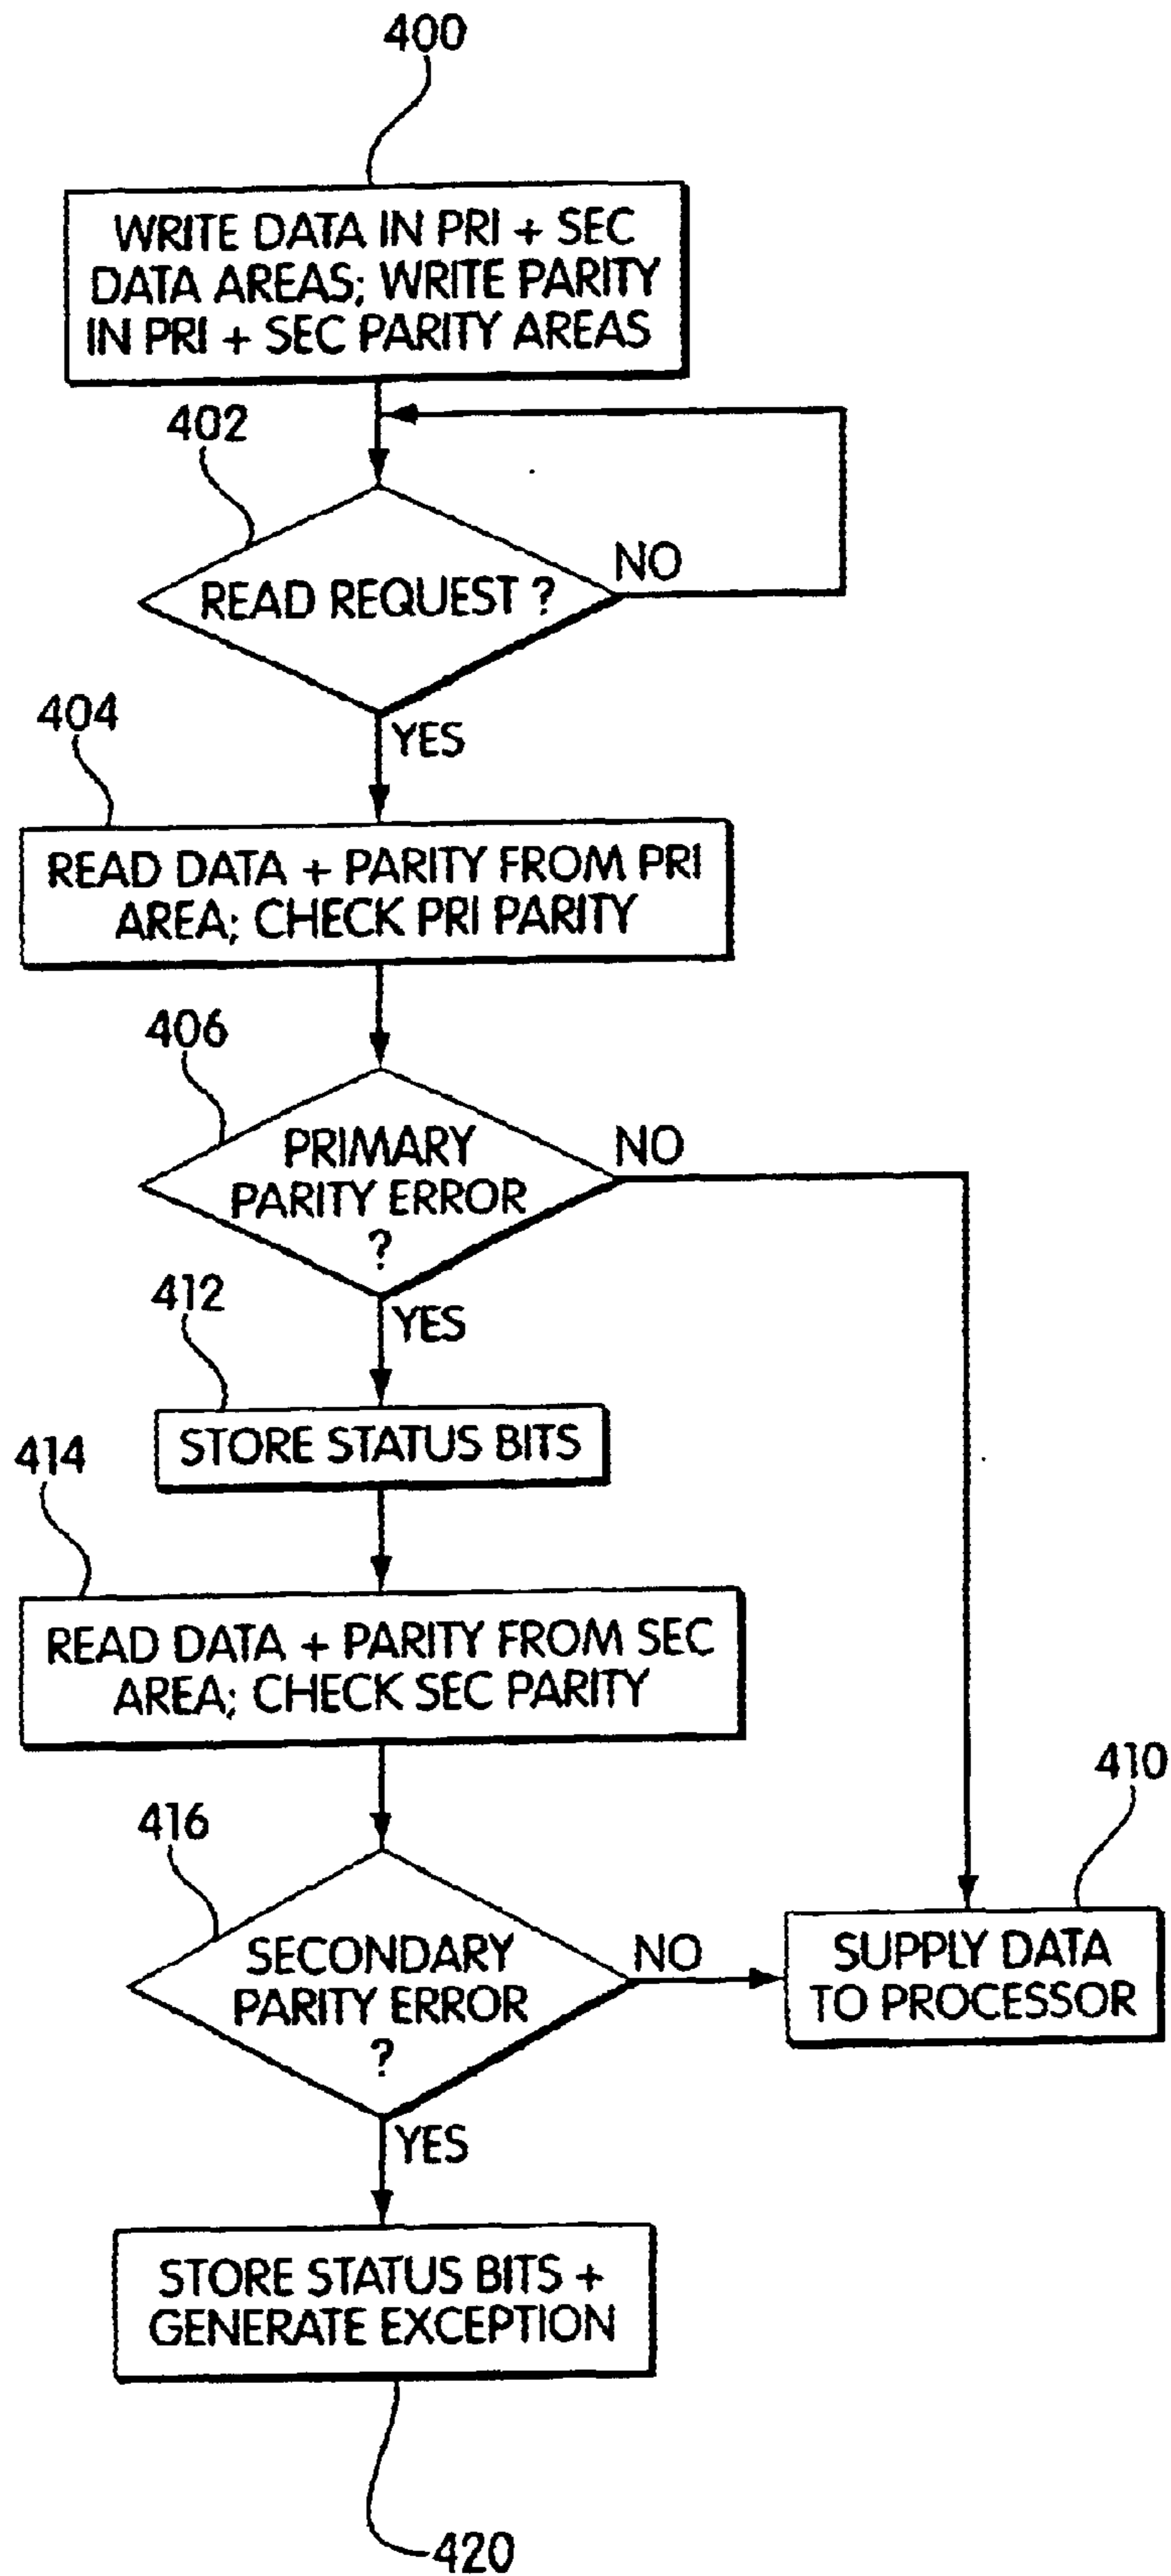 400
WRITE DATA IN PRI + SEC
DATA AREAS; WRITE PARITY
IN PRI + SEC PARITY AREAS
402
READ REQUEST ?
NO
YES
404
READ DATA + PARITY FROM PRI
AREA; CHECK PRI PARITY
406
PRIMARY
PARITY ERROR
?
NO
YES
412
STORE STATUS BITS
414
READ DATA + PARITY FROM SEC
AREA; CHECK SEC PARITY
416
SECONDARY
PARITY ERROR
?
NO
410
SUPPLY DATA
TO PROCESSOR
YES
STORE STATUS BITS +
GENERATE EXCEPTION
420